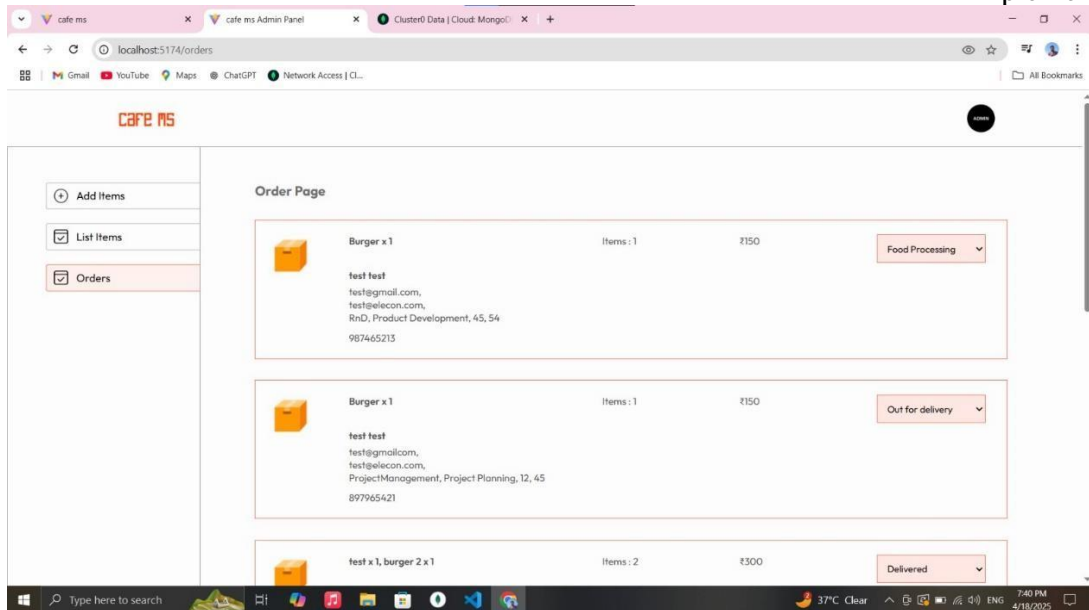 cafe ms
cafe ms Admin Panel
Cluster0 Data | Cloud: MongoD
localhost:5174/orders
Gmail
YouTube
Maps
ChatGPT
Network Access | Cl...
All Bookmarks
cafe ms
ADMIN
Add Items
List Items
Orders
Order Page
Burger x 1
Items : 1
₹150
Food Processing
test test
test@gmail.com,
test@elecon.com,
RnD, Product Development, 45, 54
987465213
Burger x 1
Items : 1
₹150
Out for delivery
test test
test@gmailcom,
test@elecon.com,
ProjectManagement, Project Planning, 12, 45
897965421
test x 1, burger 2 x 1
Items : 2
₹300
Delivered
Type here to search
37°C Clear
ENG
7:40 PM
4/18/2025